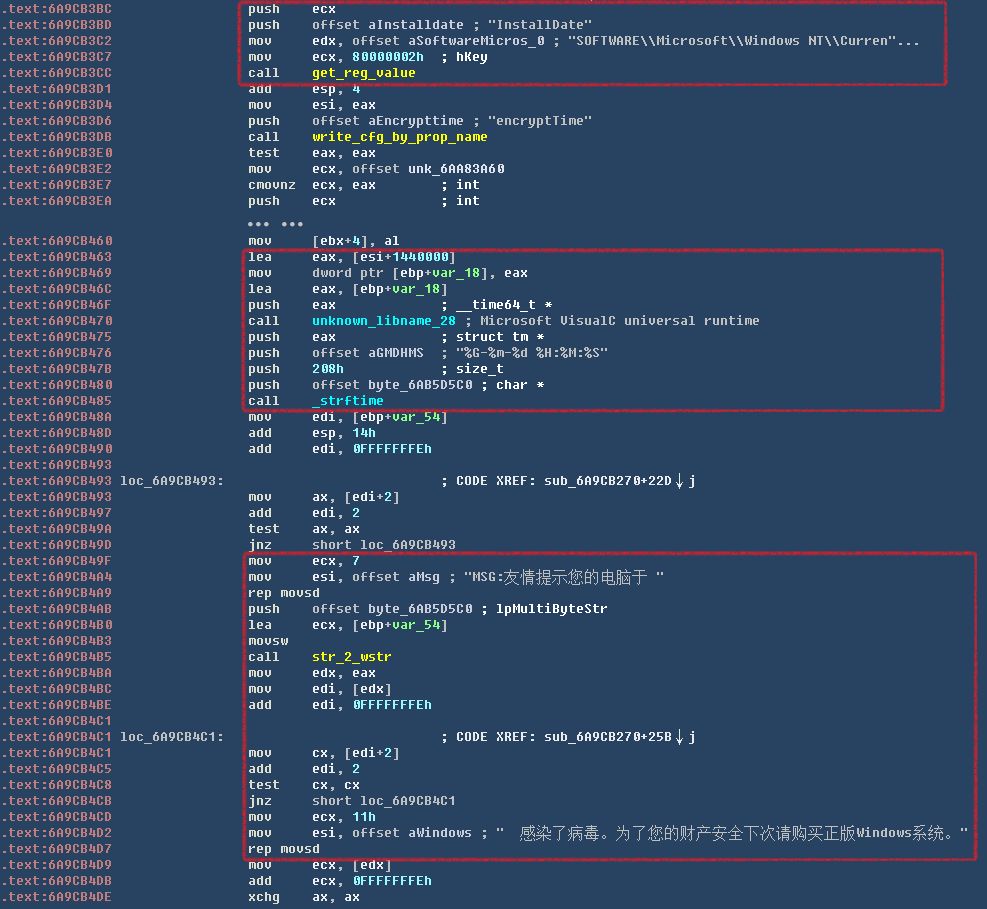 .text:6A9CB3BC push ecx
.text:6A9CB3BD push offset aInstalldate ; "InstallDate"
.text:6A9CB3C2 mov edx, offset aSoftwareMicros_0 ; "SOFTWARE\\Microsoft\\Windows NT\\Curren"...
.text:6A9CB3C7 mov ecx, 80000002h ; hKey
.text:6A9CB3CC call get_reg_value
.text:6A9CB3D1 add esp, 4
.text:6A9CB3D4 mov esi, eax
.text:6A9CB3D6 push offset aEncrypttime ; "encryptTime"
.text:6A9CB3DB call write_cfg_by_prop_name
.text:6A9CB3E0 test eax, eax
.text:6A9CB3E2 mov ecx, offset unk_6AA83A60
.text:6A9CB3E7 cmovnz ecx, eax ; int
.text:6A9CB3EA push ecx ; int
... ...
.text:6A9CB460 mov [ebx+4], al
.text:6A9CB463 lea eax, [esi+1440000]
.text:6A9CB469 mov dword ptr [ebp+var_18], eax
.text:6A9CB46C lea eax, [ebp+var_18]
.text:6A9CB46F push eax ; __time64_t *
.text:6A9CB470 call unknown_libname_28 ; Microsoft VisualC universal runtime
.text:6A9CB475 push eax ; struct tm *
.text:6A9CB476 push offset aGMDHMS ; "%G-%m-%d %H:%M:%S"
.text:6A9CB47B push 208h ; size_t
.text:6A9CB480 push offset byte_6AB5D5C0 ; char *
.text:6A9CB485 call _strftime
.text:6A9CB48A mov edi, [ebp+var_54]
.text:6A9CB48D add esp, 14h
.text:6A9CB490 add edi, 0FFFFFFFEh
.text:6A9CB493
.text:6A9CB493 loc_6A9CB493: ; CODE XREF: sub_6A9CB270+22D↓j
.text:6A9CB493 mov ax, [edi+2]
.text:6A9CB497 add edi, 2
.text:6A9CB49A test ax, ax
.text:6A9CB49D jnz short loc_6A9CB493
.text:6A9CB49F mov ecx, 7
.text:6A9CB4A4 mov esi, offset aMsg ; "MSG:友情提示您的电脑于 "
.text:6A9CB4A9 rep movsd
.text:6A9CB4AB push offset byte_6AB5D5C0 ; lpMultiByteStr
.text:6A9CB4B0 lea ecx, [ebp+var_54]
.text:6A9CB4B3 movsw
.text:6A9CB4B5 call str_2_wstr
.text:6A9CB4BA mov edx, eax
.text:6A9CB4BC mov edi, [edx]
.text:6A9CB4BE add edi, 0FFFFFFFEh
.text:6A9CB4C1
.text:6A9CB4C1 loc_6A9CB4C1: ; CODE XREF: sub_6A9CB270+25B↓j
.text:6A9CB4C1 mov cx, [edi+2]
.text:6A9CB4C5 add edi, 2
.text:6A9CB4C8 test cx, cx
.text:6A9CB4CB jnz short loc_6A9CB4C1
.text:6A9CB4CD mov ecx, 11h
.text:6A9CB4D2 mov esi, offset aWindows ; " 感染了病毒。为了您的财产安全下次请购买正版Windows系统。"
.text:6A9CB4D7 rep movsd
.text:6A9CB4D9 mov ecx, [edx]
.text:6A9CB4DB add ecx, 0FFFFFFFEh
.text:6A9CB4DE xchg ax, ax